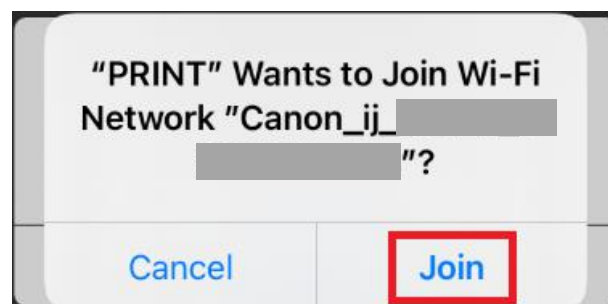 “PRINT” Wants to Join Wi-Fi
Network “Canon_ij_
”?
Cancel
Join